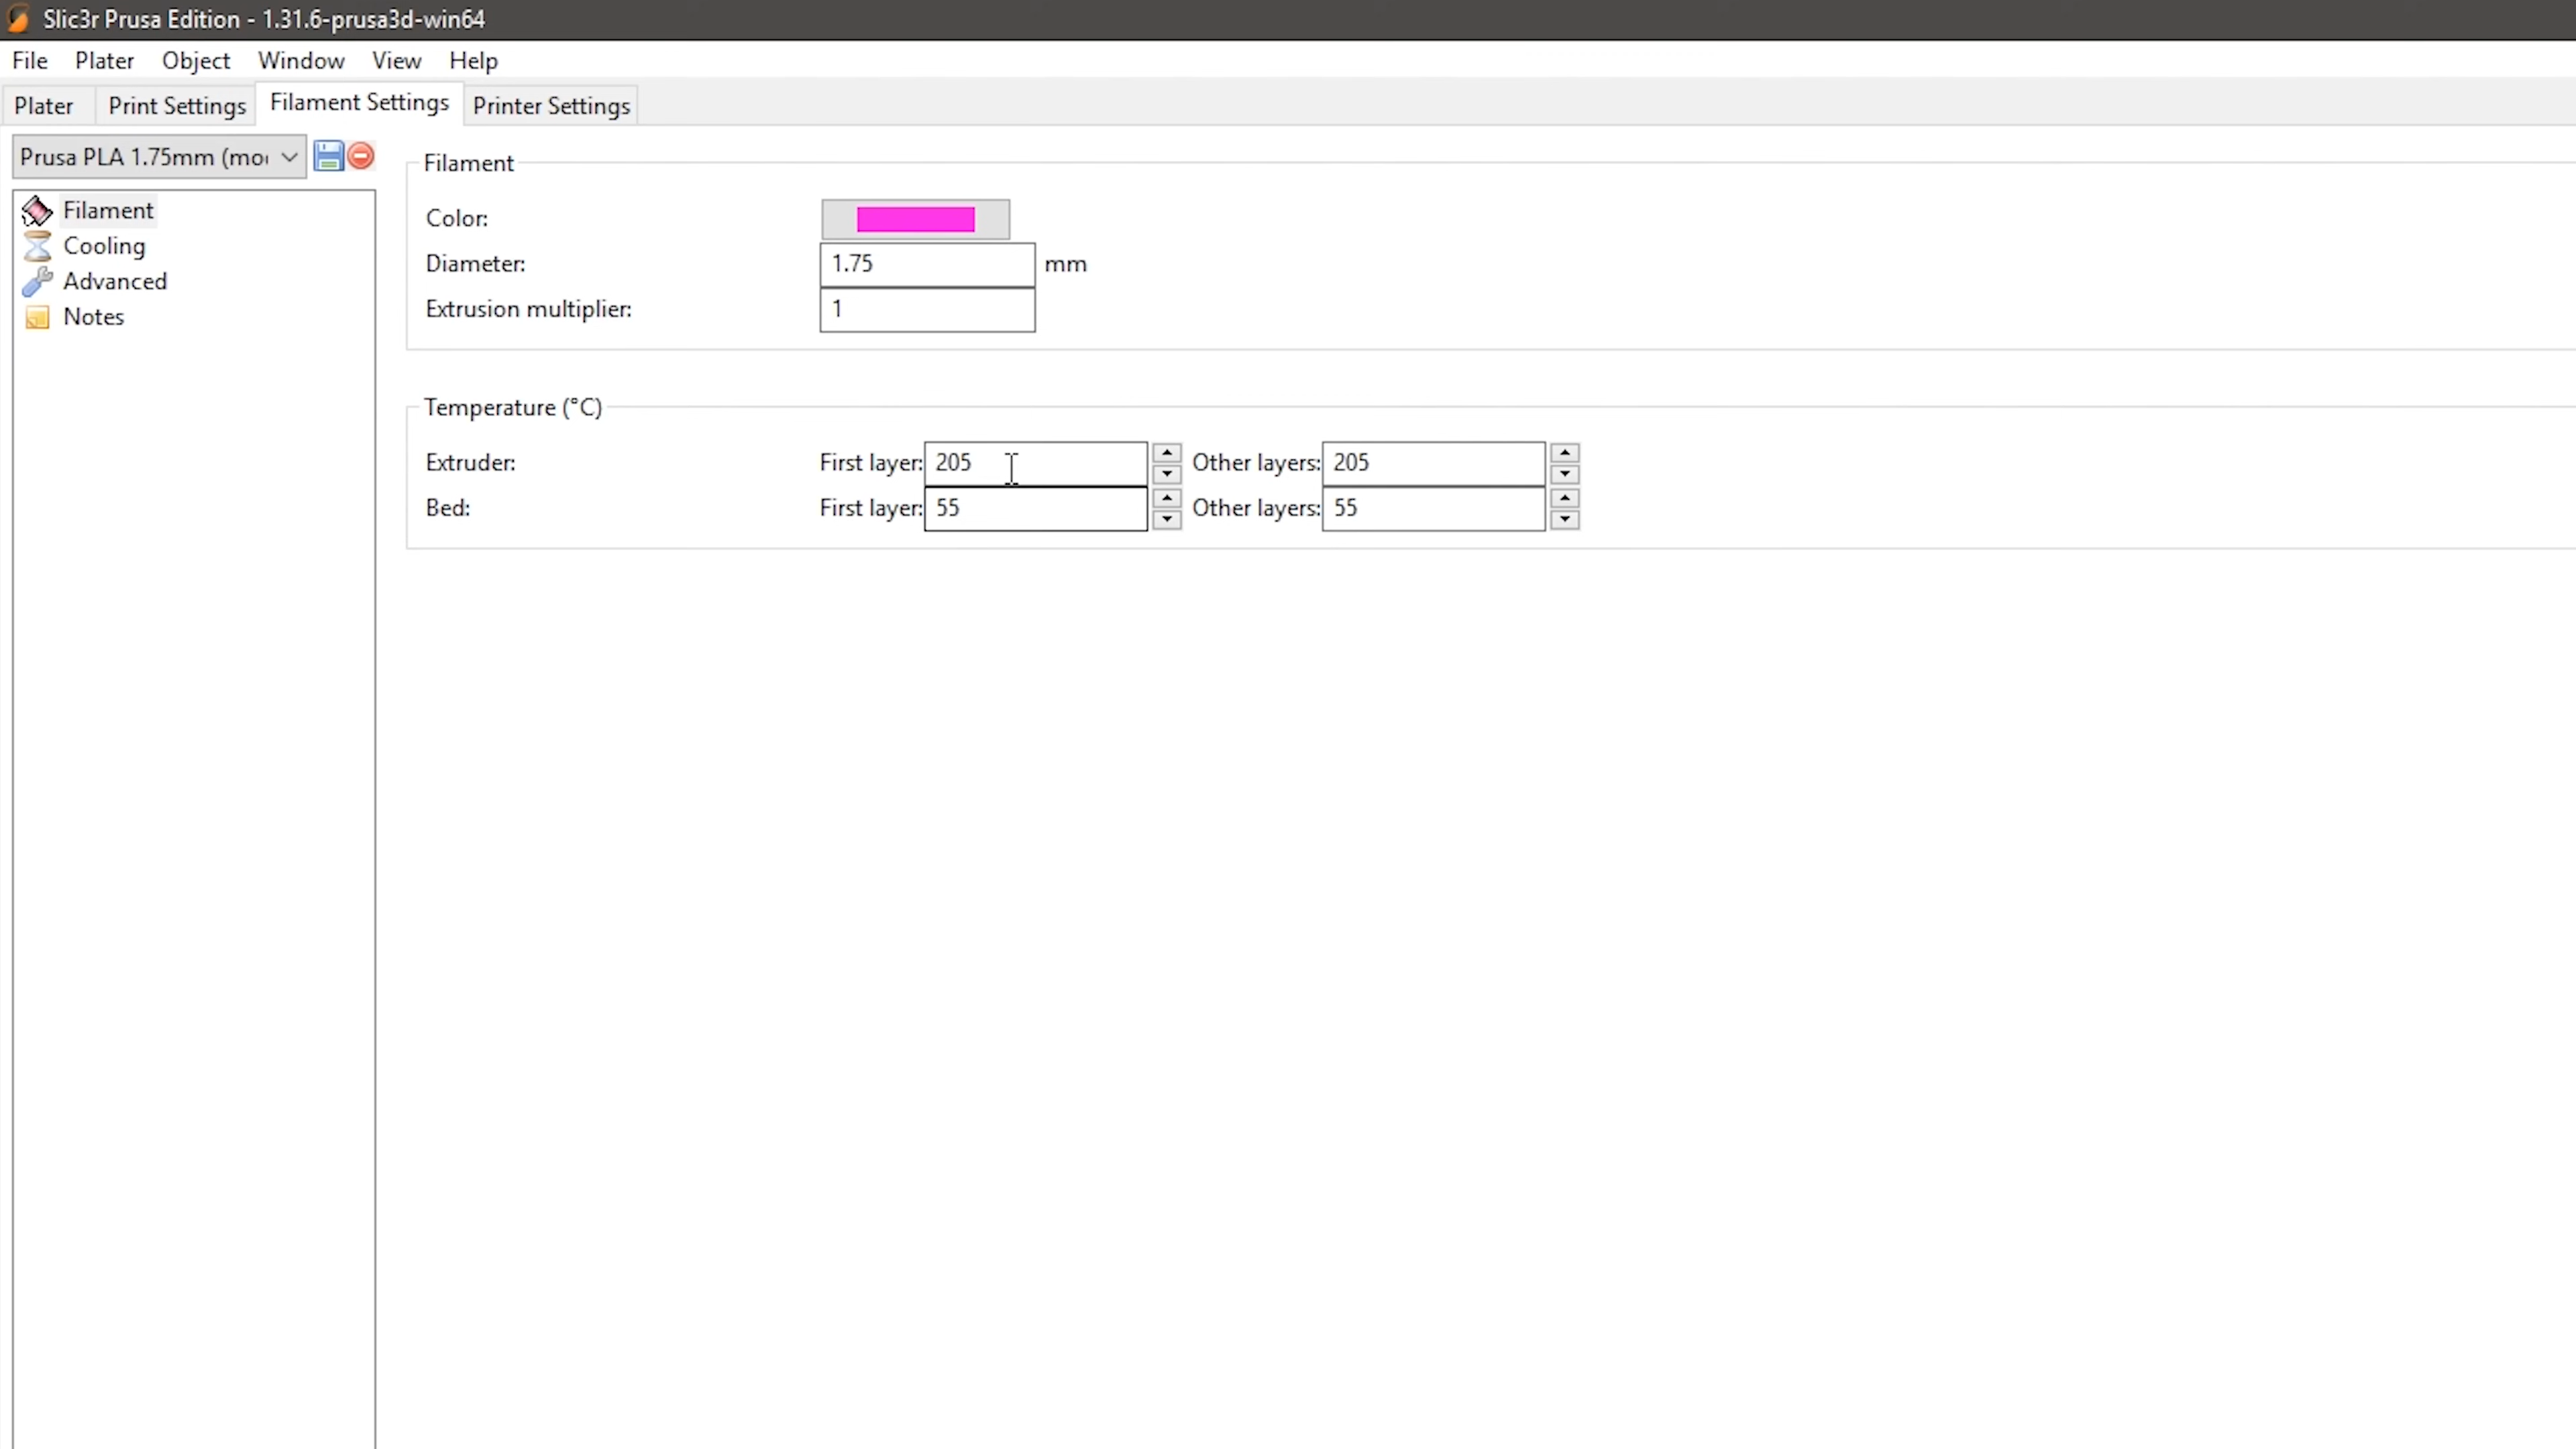 Slic3r Prusa Edition - 1.31.6-prusa3d-win64
File Plater Object Window View Help
Plater Print Settings Filament Settings Printer Settings
Prusa PLA 1.75mm (mo
Filament
Cooling
Advanced
Notes
Filament
Color:
Diameter: 1.75 mm
Extrusion multiplier: 1
Temperature (°C)
Extruder: First layer: 205 Other layers: 205
Bed: First layer: 55 Other layers: 55